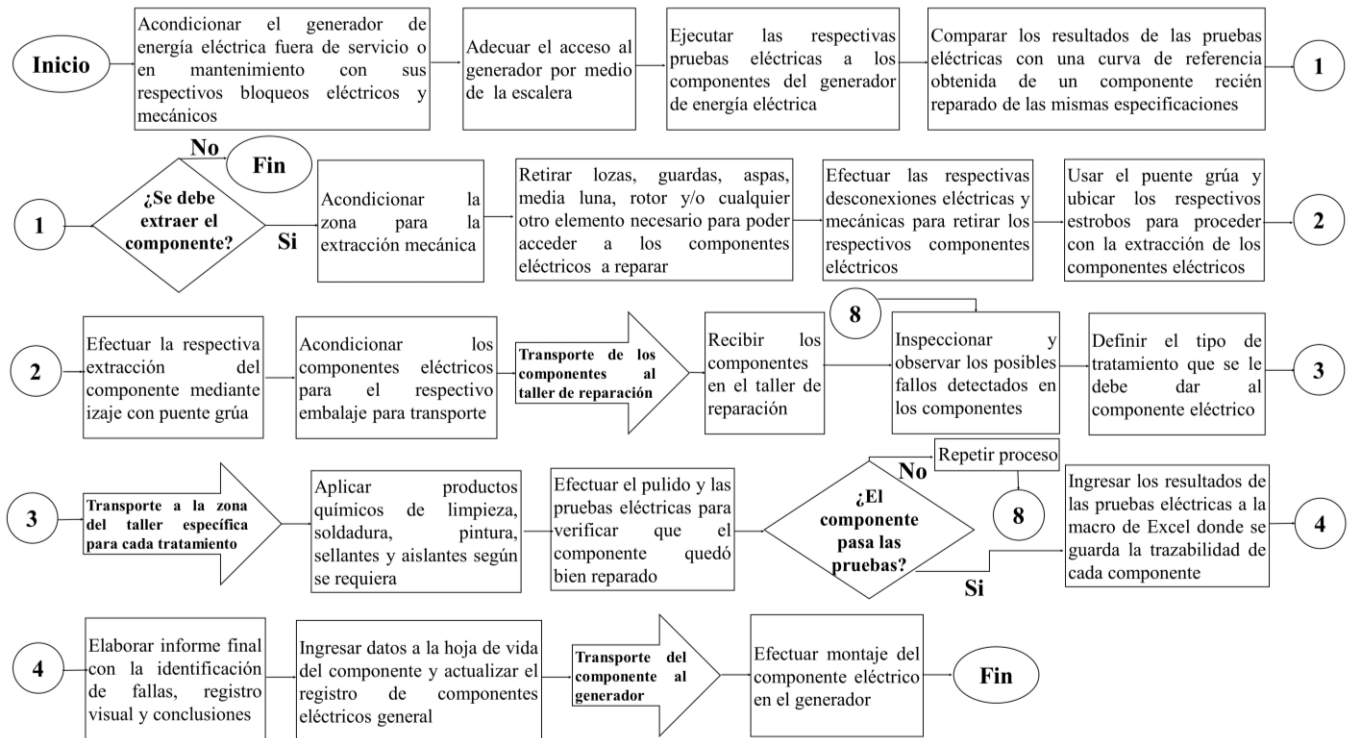 Inicio
Acondicionar el generador de
energía eléctrica fuera de servicio o
en mantenimiento con sus
respectivos bloqueos eléctricos y
mecánicos
Adecuar el acceso al
generador por medio
de la escalera
Ejecutar las respectivas
pruebas eléctricas a los
componentes del generador
de energía eléctrica
Comparar los resultados de las pruebas
eléctricas con una curva de referencia
obtenida de un componente recién
reparado de las mismas especificaciones
1
1
¿Se debe
extraer el
componente?
No
Fin
Si
Acondicionar la
zona para la
extracción mecánica
Retirar lozas, guardas, aspas,
media luna, rotor y/o cualquier
otro elemento necesario para poder
acceder a los componentes
eléctricos a reparar
Efectuar las respectivas
desconexiones eléctricas y
mecánicas para retirar los
respectivos componentes
eléctricos
Usar el puente grúa y
ubicar los respectivos
estrobos para proceder
con la extracción de los
componentes eléctricos
2
2
Efectuar la respectiva
extracción del
componente mediante
izaje con puente grúa
Acondicionar los
componentes eléctricos
para el respectivo
embalaje para transporte
Transporte de los
componentes al
taller de reparación
Recibir los
componentes en
el taller de
reparación
8
Inspeccionar y
observar los posibles
fallos detectados en
los componentes
Definir el tipo de
tratamiento que se le
debe dar al
componente eléctrico
3
3
Transporte a la zona
del taller específica
para cada tratamiento
Aplicar productos
químicos de limpieza,
soldadura, pintura,
sellantes y aislantes según
se requiera
Efectuar el pulido y las
pruebas eléctricas para
verificar que el
componente quedó
bien reparado
¿El
componente
pasa las
pruebas?
No
Repetir proceso
8
Si
Ingresar los resultados de
las pruebas eléctricas a la
macro de Excel donde se
guarda la trazabilidad de
cada componente
4
4
Elaborar informe final
con la identificación
de fallas, registro
visual y conclusiones
Ingresar datos a la hoja de vida
del componente y actualizar el
registro de componentes
eléctricos general
Transporte del
componente al
generador
Efectuar montaje del
componente eléctrico
en el generador
Fin